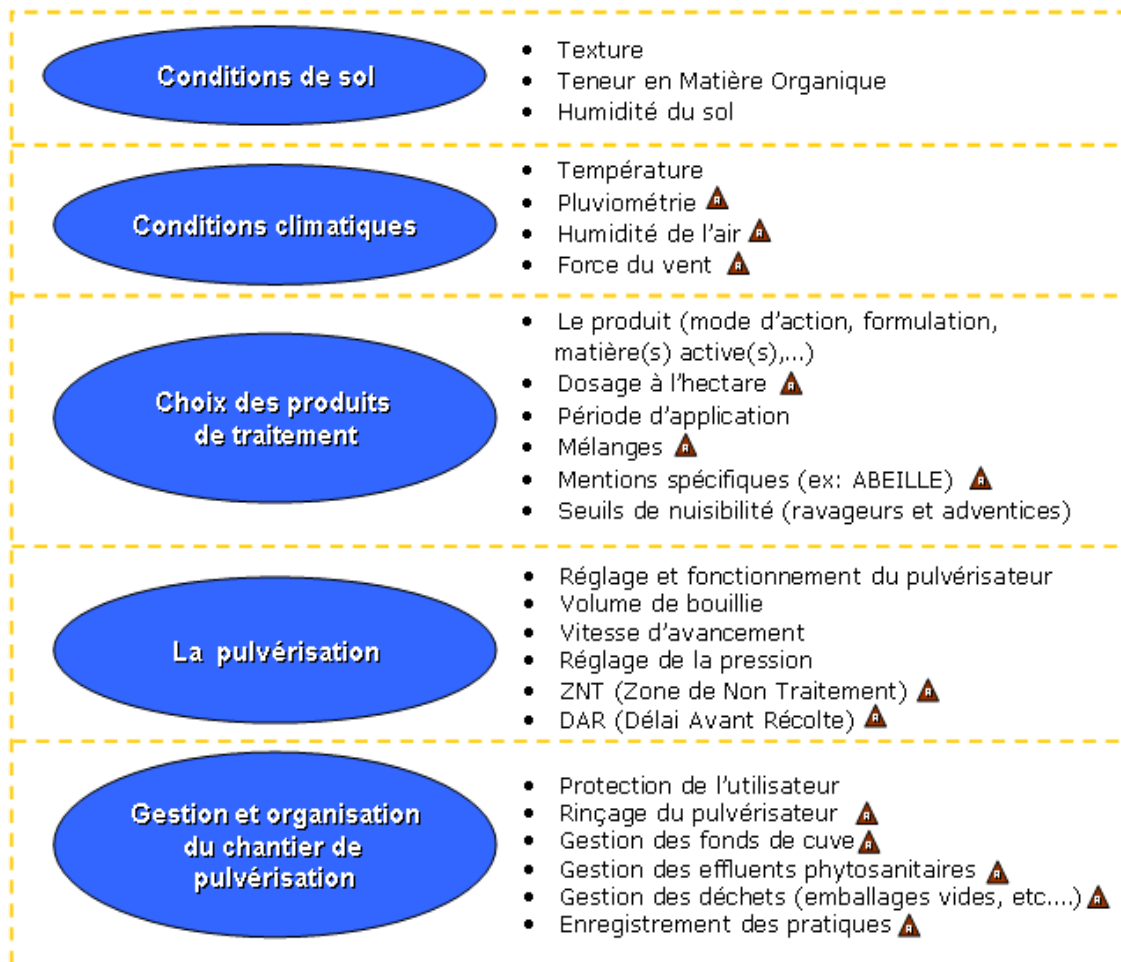 Conditions de sol
• Texture
• Teneur en Matière Organique
• Humidité du sol
Conditions climatiques
• Température
• Pluviométrie A
• Humidité de l'air A
• Force du vent A
Choix des produits
de traitement
• Le produit (mode d'action, formulation,
matière(s) active(s),...)
• Dosage à l'hectare A
• Période d'application
• Mélanges A
• Mentions spécifiques (ex: ABEILLE) A
• Seuils de nuisibilité (ravageurs et adventices)
La pulvérisation
• Réglage et fonctionnement du pulvérisateur
• Volume de bouillie
• Vitesse d'avancement
• Réglage de la pression
• ZNT (Zone de Non Traitement) A
• DAR (Délai Avant Récolte) A
Gestion et organisation
du chantier de
pulvérisation
• Protection de l'utilisateur
• Rinçage du pulvérisateur A
• Gestion des fonds de cuve A
• Gestion des effluents phytosanitaires A
• Gestion des déchets (emballages vides, etc....) A
• Enregistrement des pratiques A